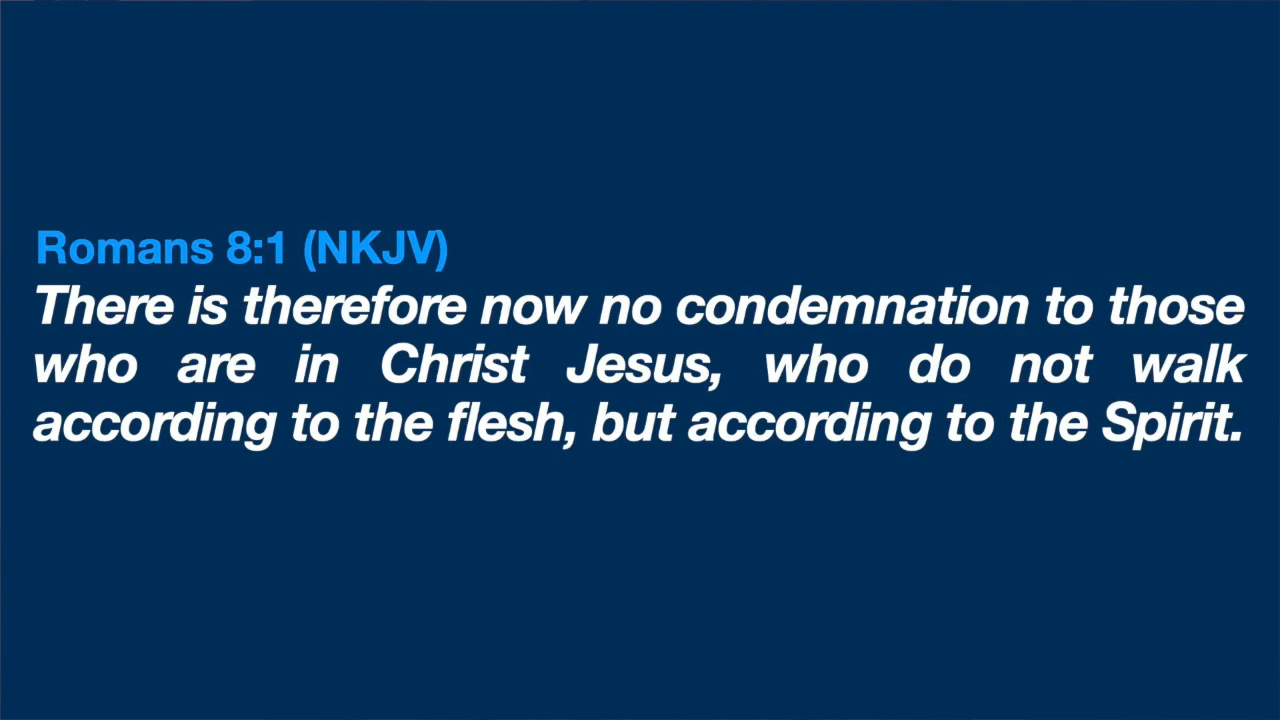 Romans 8:1 (NKJV)
There is therefore now no condemnation to those
who are in Christ Jesus, who do not walk
according to the flesh, but according to the Spirit.